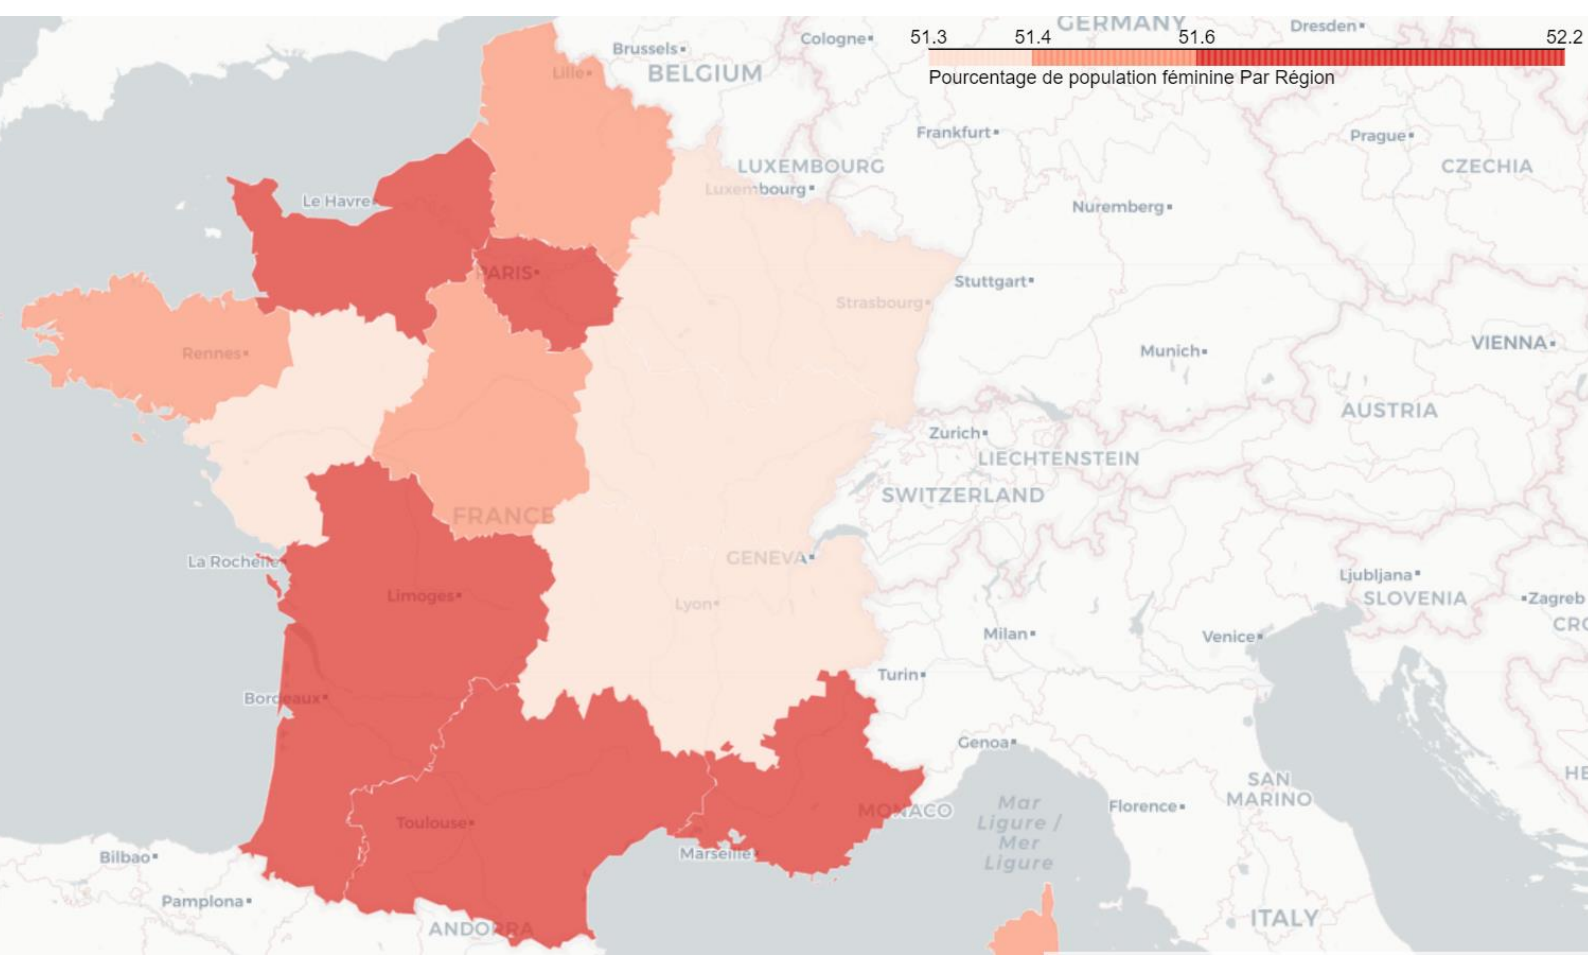 GERMANY
Dresden
51.3 51.4 51.6 52.2
Pourcentage de population féminine Par Région
Cologne
Brussels
BELGIUM
Lille
Frankfurt
Prague
CZECHIA
LUXEMBOURG
Luxembourg
Le Havre
Nuremberg
PARIS
Stuttgart
Strasbourg
Rennes
Munich
VIENNA
AUSTRIA
Zurich
LIECHTENSTEIN
SWITZERLAND
FRANCE
GENEVA
La Rochelle
Limoges
Lyon
Ljubljana
SLOVENIA
Zagreb
CRO
Milan
Venice
Turin
Bordeaux
Genoa
HE
SAN
MARINO
MONACO
Mar
Ligure /
Mer
Ligure
Florence
Toulouse
Marseille
Bilbao
Pamplona
ANDORRA
ITALY